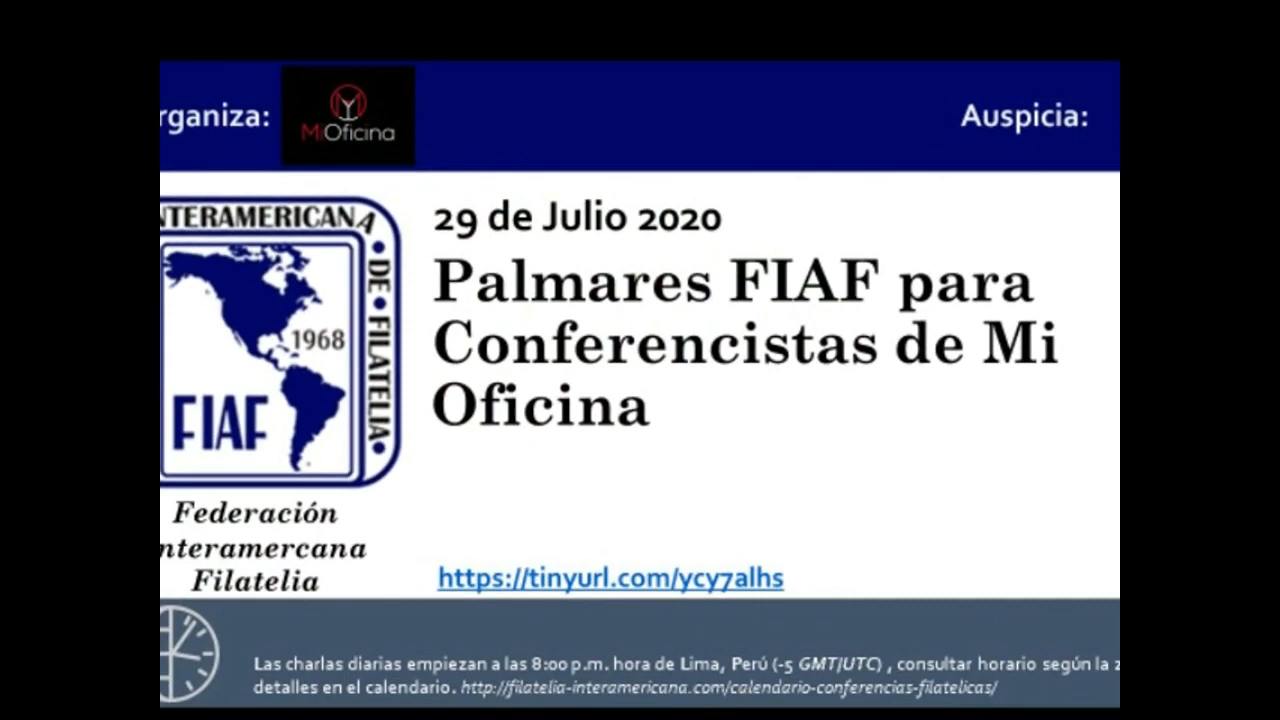 rganiza:
MiOficina
Auspicia:
NTERAMERICANA
DE • FILATELIA •
1968
FIAF
Federación
nteramercana
Filatelia
29 de Julio 2020
Palmares FIAF para
Conferencistas de Mi
Oficina
https://tinyurl.com/ycy7alhs
Las charlas diarias empiezan a las 8:00 p.m. hora de Lima, Perú (-5 GMT/UTC) , consultar horario según la z
detalles en el calendario. http://filatelia-interamericana.com/calendario-conferencias-filatelicas/